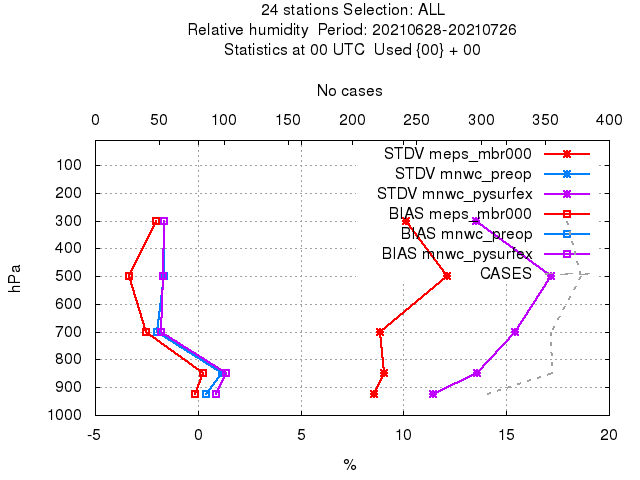 24 stations Selection: ALL
Relative humidity  Period: 20210628-20210726
Statistics at 00 UTC  Used {00} + 00
No cases
0 50 100 150 200 250 300 350 400
STDV meps_mbr000
STDV mnwc_preop
STDV mnwc_pysurfex
BIAS meps_mbr000
BIAS mnwc_preop
BIAS mnwc_pysurfex
CASES
100
200
300
400
500
600
700
800
900
1000
hPa
-5 0 5 10 15 20
%